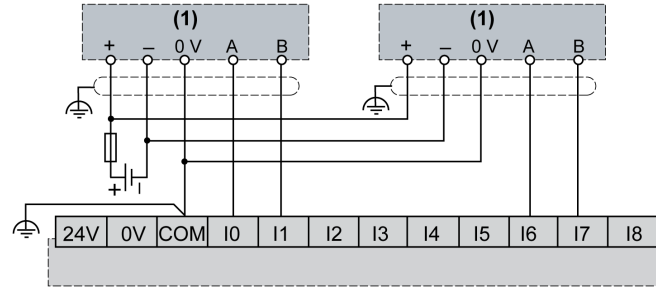 (1) (1)
+ – 0 V A B + – 0 V A B
+ –
24V 0V COM I0 I1 I2 I3 I4 I5 I6 I7 I8